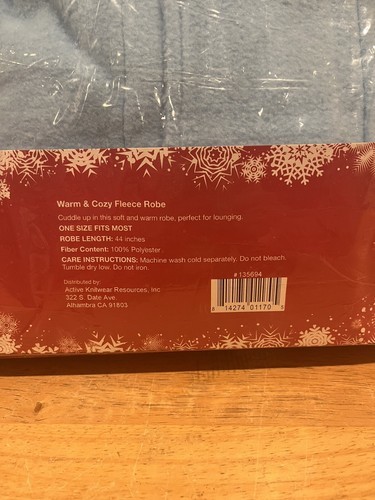 Warm & Cozy Fleece Robe
Cuddle up in this soft and warm robe, perfect for lounging.
ONE SIZE FITS MOST
ROBE LENGTH: 44 inches
Fiber Content: 100% Polyester
CARE INSTRUCTIONS: Machine wash cold separately. Do not bleach.
Tumble dry low. Do not iron.
#135694
Distributed by:
Active Knitwear Resources, Inc
322 S. Date Ave.
Alhambra CA 91803
8 14274 01170 8